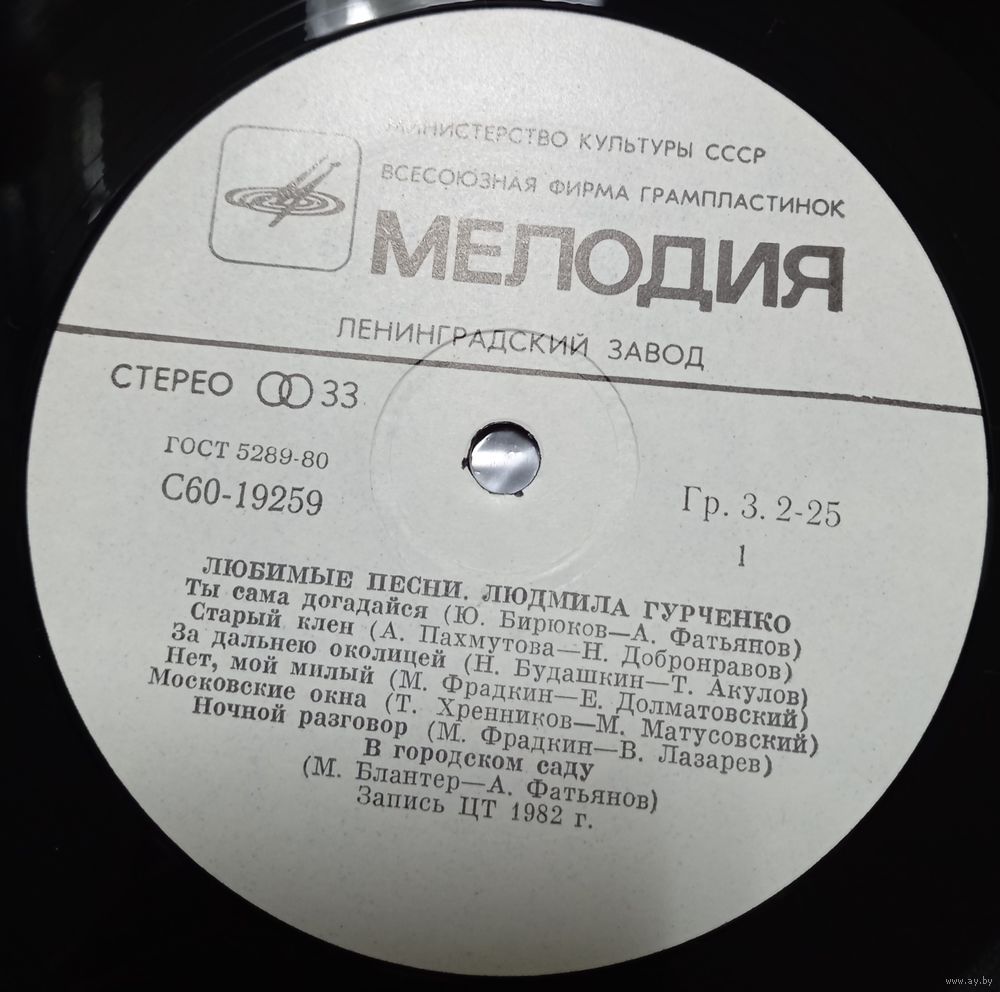 МИНИСТЕРСТВО КУЛЬТУРЫ СССР
ВСЕСОЮЗНАЯ ФИРМА ГРАМПЛАСТИНОК
МЕЛОДИЯ
ЛЕНИНГРАДСКИЙ ЗАВОД
СТЕРЕО 33
ГОСТ 5289-80
С60-19259
Гр. 3. 2-25
1
ЛЮБИМЫЕ ПЕСНИ. ЛЮДМИЛА ГУРЧЕНКО
Ты сама догадайся (Ю. Бирюков—А. Фатьянов)
Старый клен (А. Пахмутова—Н. Добронравов)
За дальнею околицей (Н. Будашкин—Т. Акулов)
Нет, мой милый (М. Фрадкин—Е. Долматовский)
Московские окна (Т. Хренников—М. Матусовский)
Ночной разговор (М. Фрадкин—В. Лазарев)
В городском саду
(М. Блантер—А. Фатьянов)
Запись ЦТ 1982 г.
www.ay.by